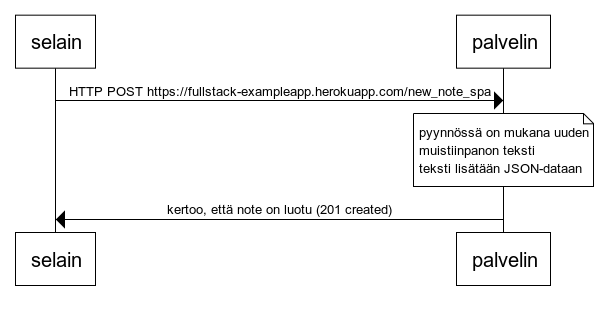 selain
palvelin
HTTP POST https://fullstack-exampleapp.herokuapp.com/new_note_spa
pyynnössä on mukana uuden
muistiinpanon teksti
teksti lisätään JSON-dataan
kertoo, että note on luotu (201 created)
selain
palvelin